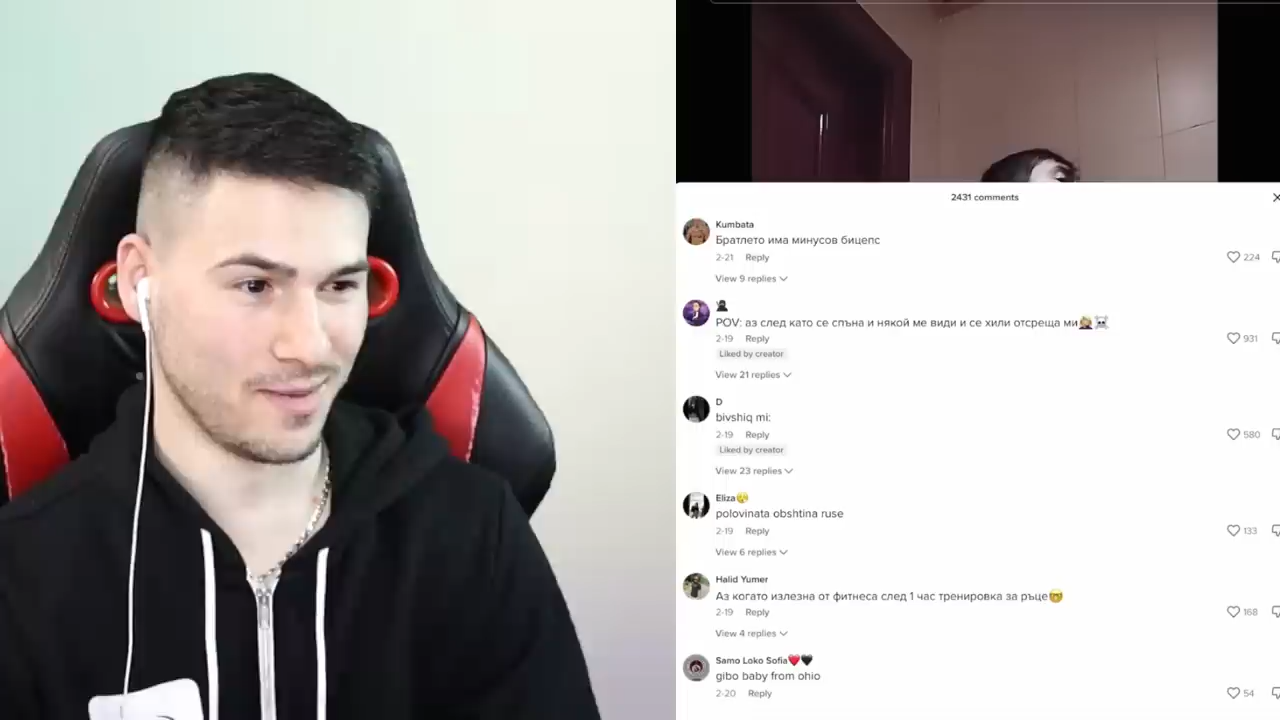 2431 comments
Kumbata
Братлето има минусов бицепс
2-21 Reply
224
View 9 replies
POV: аз след като се спъна и някой ме види и се хили отсреща ми
2-19 Reply
931
Liked by creator
View 21 replies
D
bivshiq mi:
2-19 Reply
580
Liked by creator
View 23 replies
Eliza
polovinata obshtina ruse
2-19 Reply
133
View 6 replies
Halid Yumer
Аз когато излезна от фитнеса след 1 час тренировка за ръце🤓
2-19 Reply
168
View 4 replies
Samo Loko Sofia❤️🖤
gibo baby from ohio
2-20 Reply
54